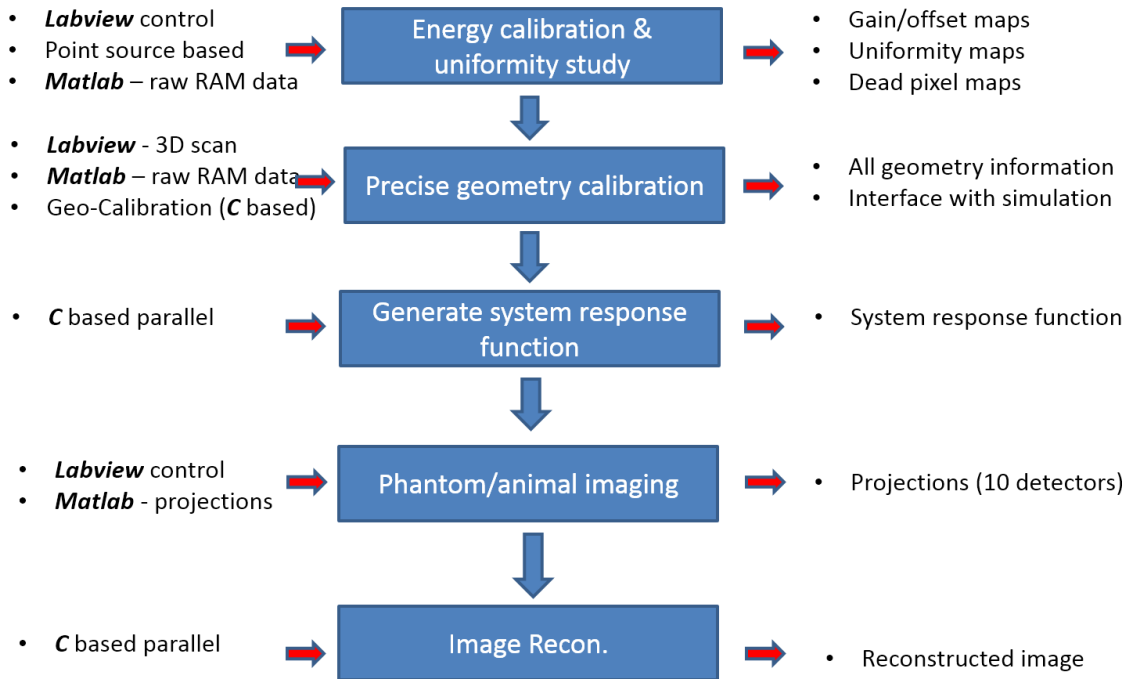 • Labview control
• Point source based
• Matlab – raw RAM data
Energy calibration &
uniformity study
• Gain/offset maps
• Uniformity maps
• Dead pixel maps
• Labview - 3D scan
• Matlab – raw RAM data
• Geo-Calibration (C based)
Precise geometry calibration
• All geometry information
• Interface with simulation
• C based parallel
Generate system response
function
• System response function
• Labview control
• Matlab - projections
Phantom/animal imaging
• Projections (10 detectors)
• C based parallel
Image Recon.
• Reconstructed image